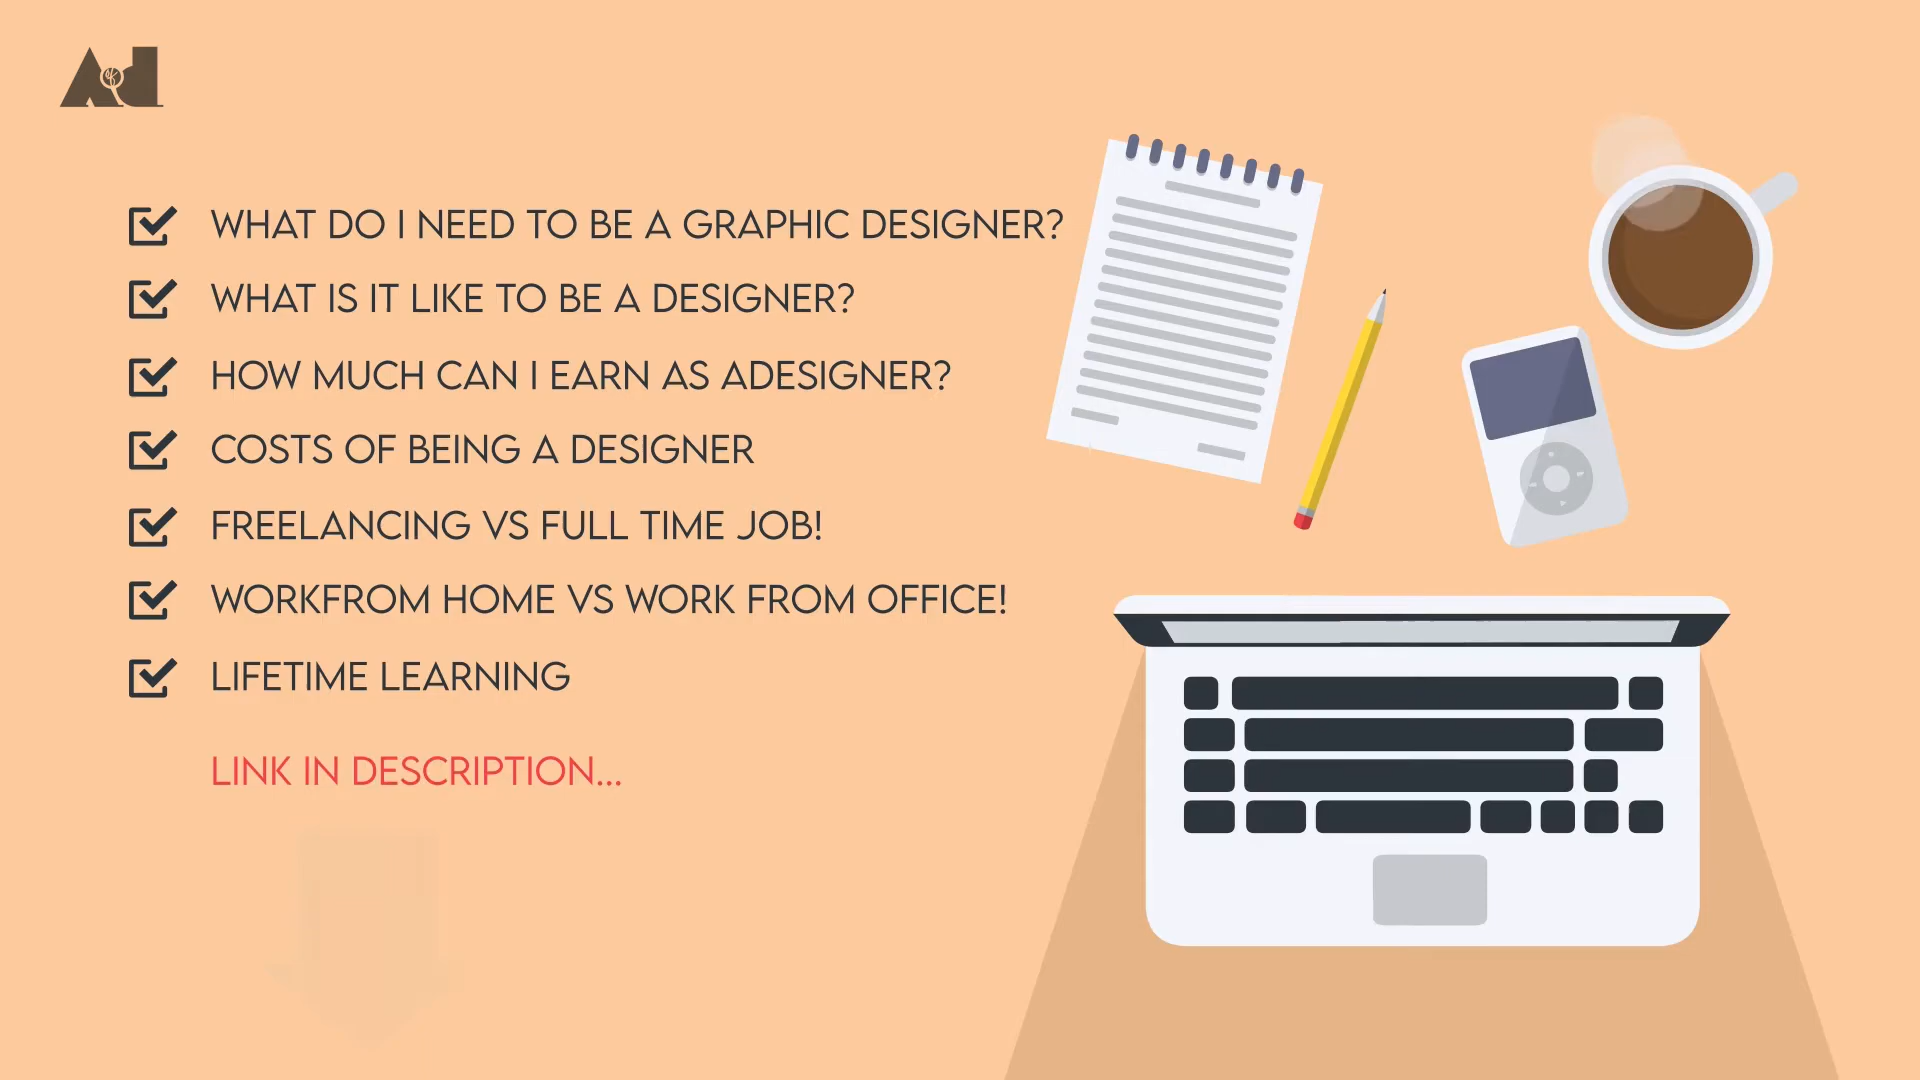 Ad
WHAT DO I NEED TO BE A GRAPHIC DESIGNER?
WHAT IS IT LIKE TO BE A DESIGNER?
HOW MUCH CAN I EARN AS ADESIGNER?
COSTS OF BEING A DESIGNER
FREELANCING VS FULL TIME JOB!
WORKFROM HOME VS WORK FROM OFFICE!
LIFETIME LEARNING
LINK IN DESCRIPTION...